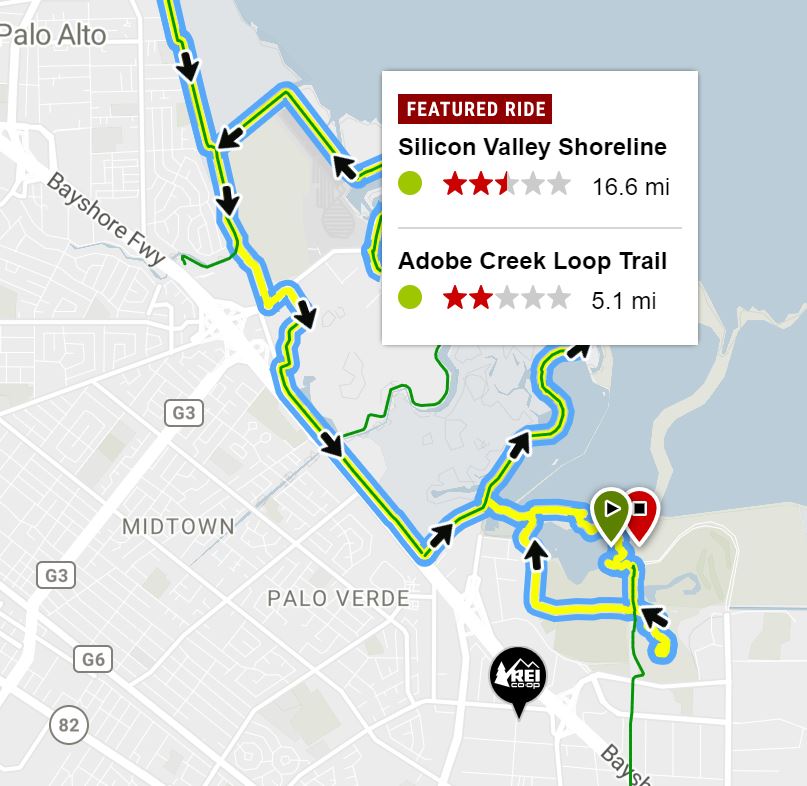 Palo Alto
Bayshore Fwy
FEATURED RIDE
Silicon Valley Shoreline
16.6 mi
Adobe Creek Loop Trail
5.1 mi
G3
MIDTOWN
G3
PALO VERDE
G6
REI
co-op
82
Baysh